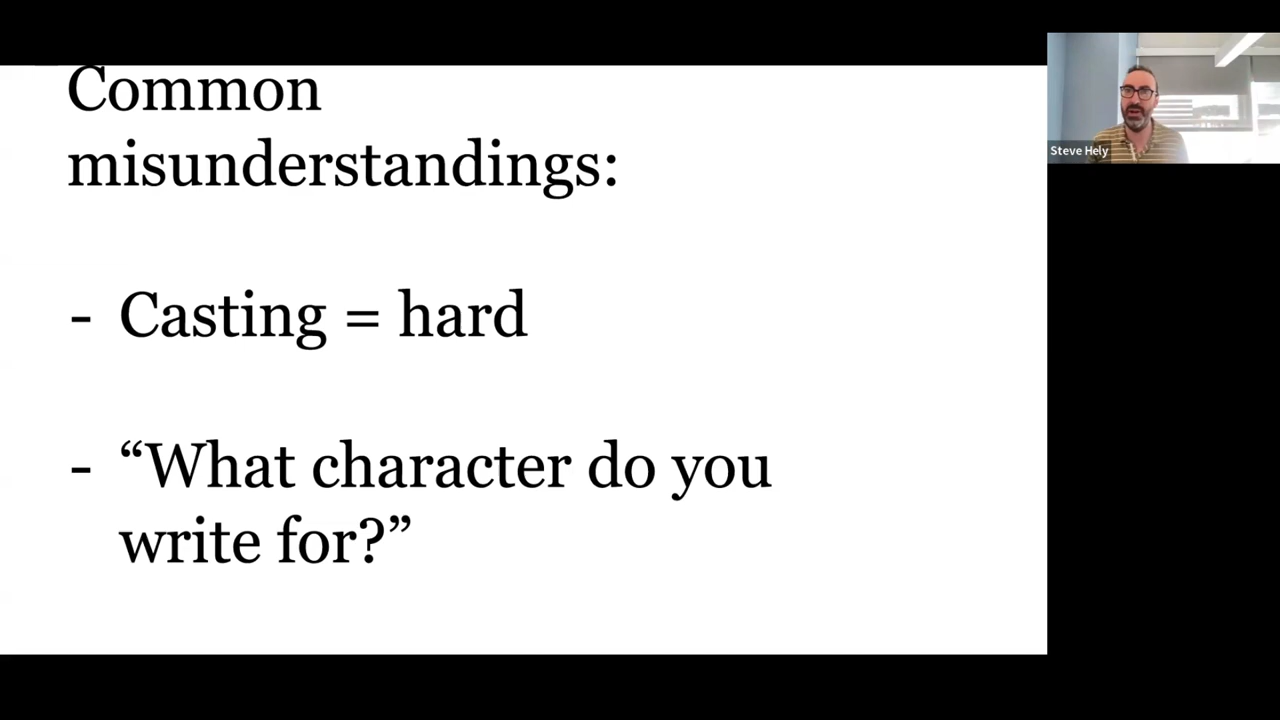 Common
misunderstandings:
- Casting = hard
- “What character do you
write for?”
Steve Hely